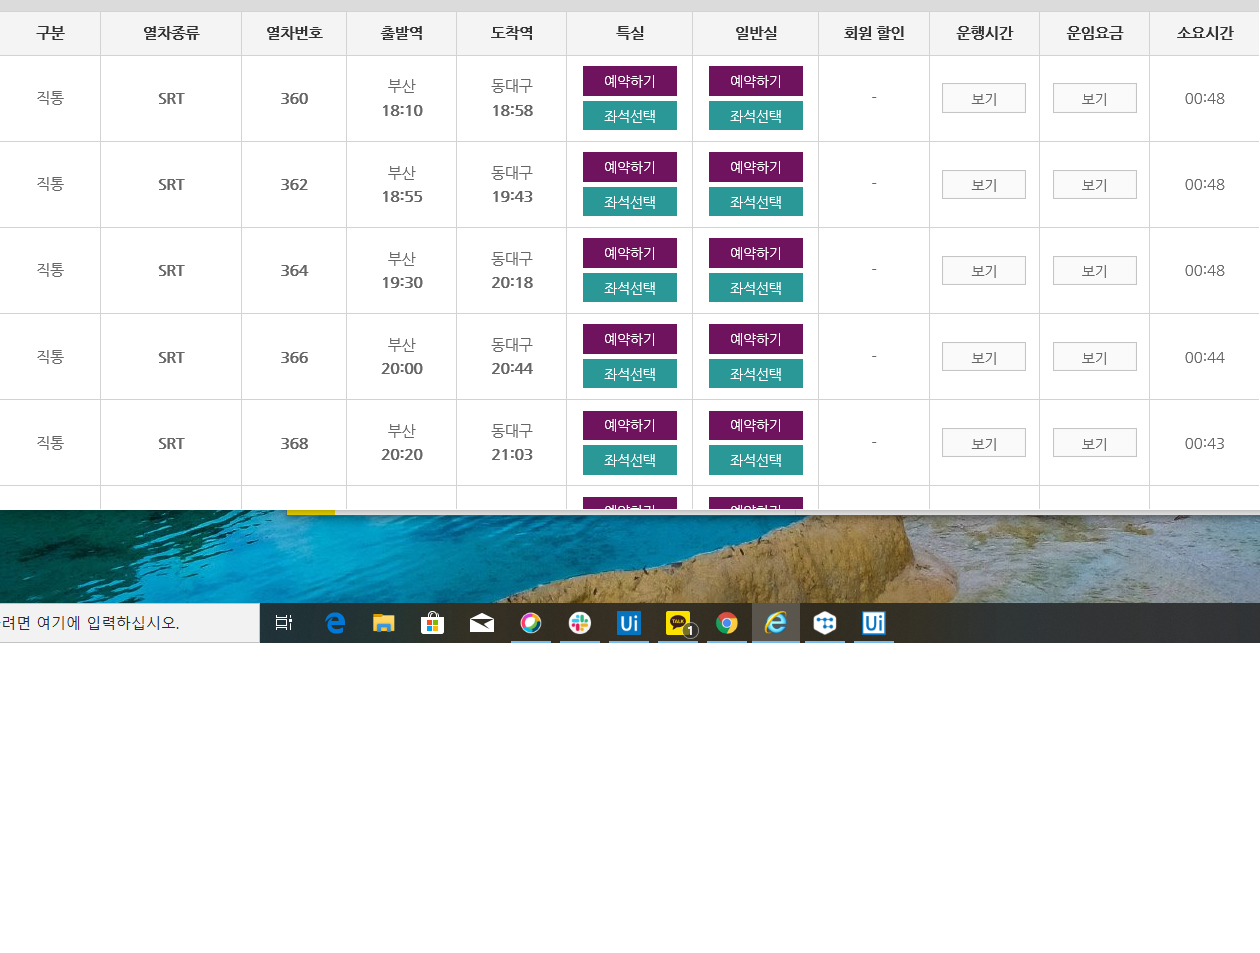 구분 열차종류 열차번호 출발역 도착역 특실 일반실 회원 할인 운행시간 운임요금 소요시간
직통 SRT 360 부산 18:10 동대구 18:58 예약하기 좌석선택 예약하기 좌석선택 - 보기 보기 00:48
직통 SRT 362 부산 18:55 동대구 19:43 예약하기 좌석선택 예약하기 좌석선택 - 보기 보기 00:48
직통 SRT 364 부산 19:30 동대구 20:18 예약하기 좌석선택 예약하기 좌석선택 - 보기 보기 00:48
직통 SRT 366 부산 20:00 동대구 20:44 예약하기 좌석선택 예약하기 좌석선택 - 보기 보기 00:44
직통 SRT 368 부산 20:20 동대구 21:03 예약하기 좌석선택 예약하기 좌석선택 - 보기 보기 00:43
려면 여기에 입력하십시오. Ui TALK 1 Ui